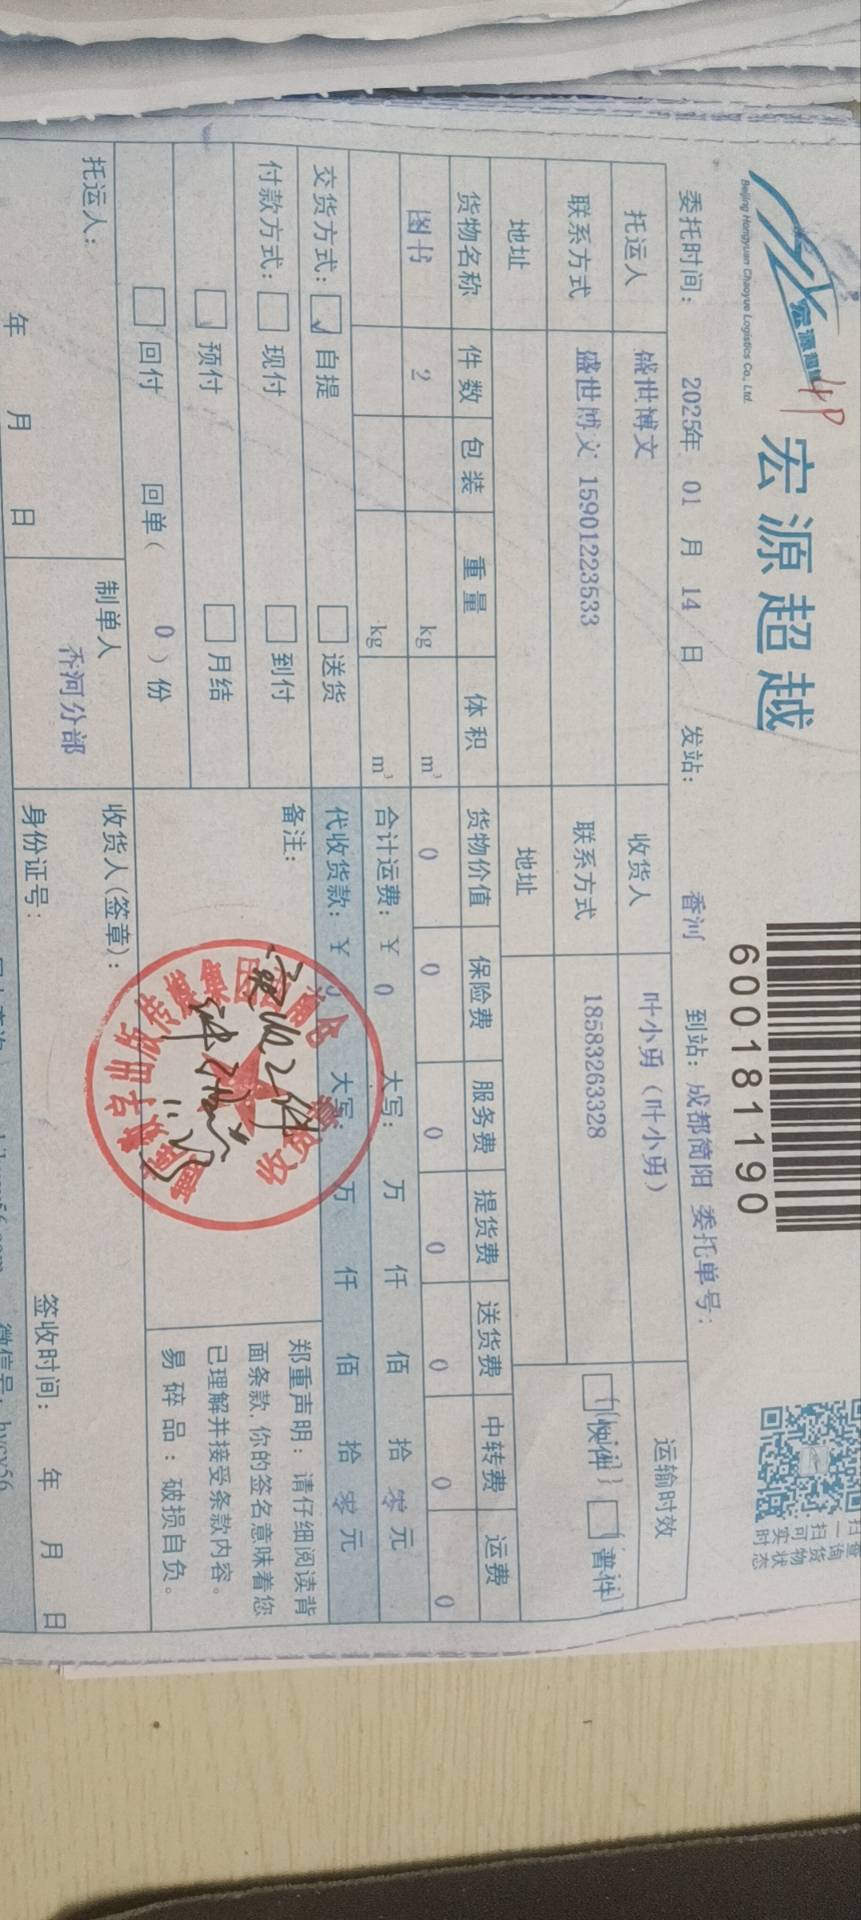 宏源超越
Beijing Hongyuan Chaoyue Logistics Co., Ltd.
600181190
委托时间: 2025年 01 月 14 日 发站: 香河 到站: 成都简阳 委托单号:
托运人 盛世博文 收货人 叶小勇 (叶小勇) 运输时效
联系方式 盛世博文 15901223533 联系方式 18583263328 快件 普件
地址 地址
货物名称 件数 包装 重量 体积 货物价值 保险费 服务费 提货费 送货费 中转费 运费
图书 2 kg m³ 0 0 0 0 0 0 0
kg m³ 合计运费: ¥ 0 大写: 万 仟 佰 拾 零 元
交货方式: 自提 送货 代收货款: ¥ 0 大写: 万 仟 佰 拾 零 元
付款方式: 现付 到付 备注:
预付 月结
回付 回单( 0 ) 份
郑重声明: 请仔细阅读背
面条款,你的签名意味着您
已理解并接受条款内容。
易碎品: 破损自负。
托运人: 制单人 香河分部 收货人(签章):
年 月 日 身份证号: 签收时间: 年 月 日